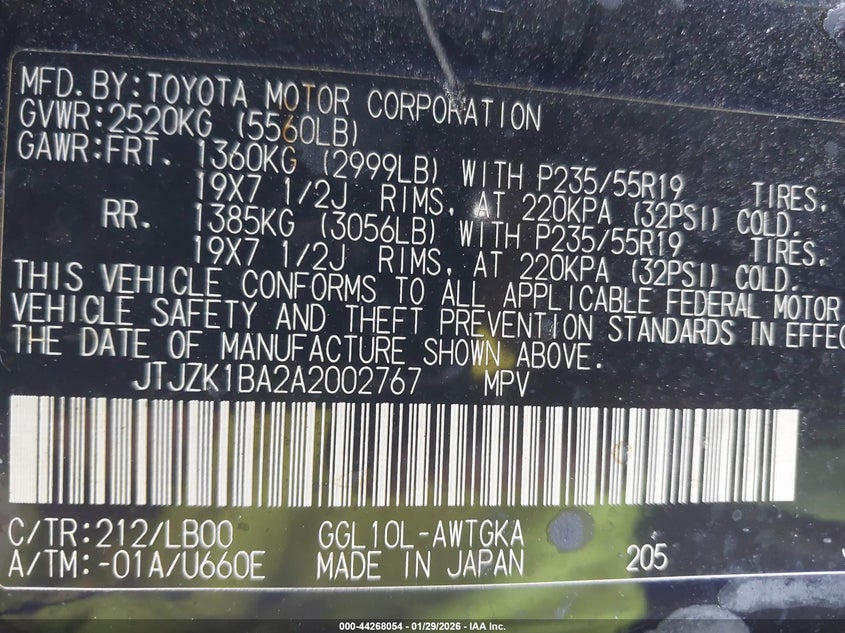 MFD.BY:TOYOTA MOTOR CORPORATION
GVWR:2520KG (5560LB)
GAWR:FRT. 1360KG (2999LB) WITH P235/55R19 TIRES,
19X7 1/2J RIMS, AT 220KPA (32PSI) COLD.
RR. 1385KG (3056LB) WITH P235/55R19 TIRES,
19X7 1/2J RIMS, AT 220KPA (32PSI) COLD.
THIS VEHICLE CONFORMS TO ALL APPLICABLE FEDERAL MOTOR
VEHICLE SAFETY AND THEFT PREVENTION STANDARDS IN EFFEC
THE DATE OF MANUFACTURE SHOWN ABOVE.
JTJZK1BA2A2002767 MPV
C/TR:212/LB00 GGL10L-AWTGKA
A/TM:-01A/U660E MADE IN JAPAN 205
000-44268054 - 01/29/2026 - IAA Inc.